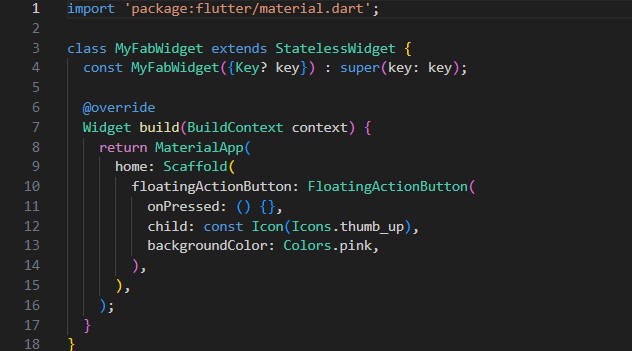 1 import 'package:flutter/material.dart';
2
3 class MyFabWidget extends StatelessWidget {
4   const MyFabWidget({Key? key}) : super(key: key);
5
6   @override
7   Widget build(BuildContext context) {
8     return MaterialApp(
9       home: Scaffold(
10         floatingActionButton: FloatingActionButton(
11           onPressed: () {},
12           child: const Icon(Icons.thumb_up),
13           backgroundColor: Colors.pink,
14         ),
15       ),
16     );
17   }
18 }